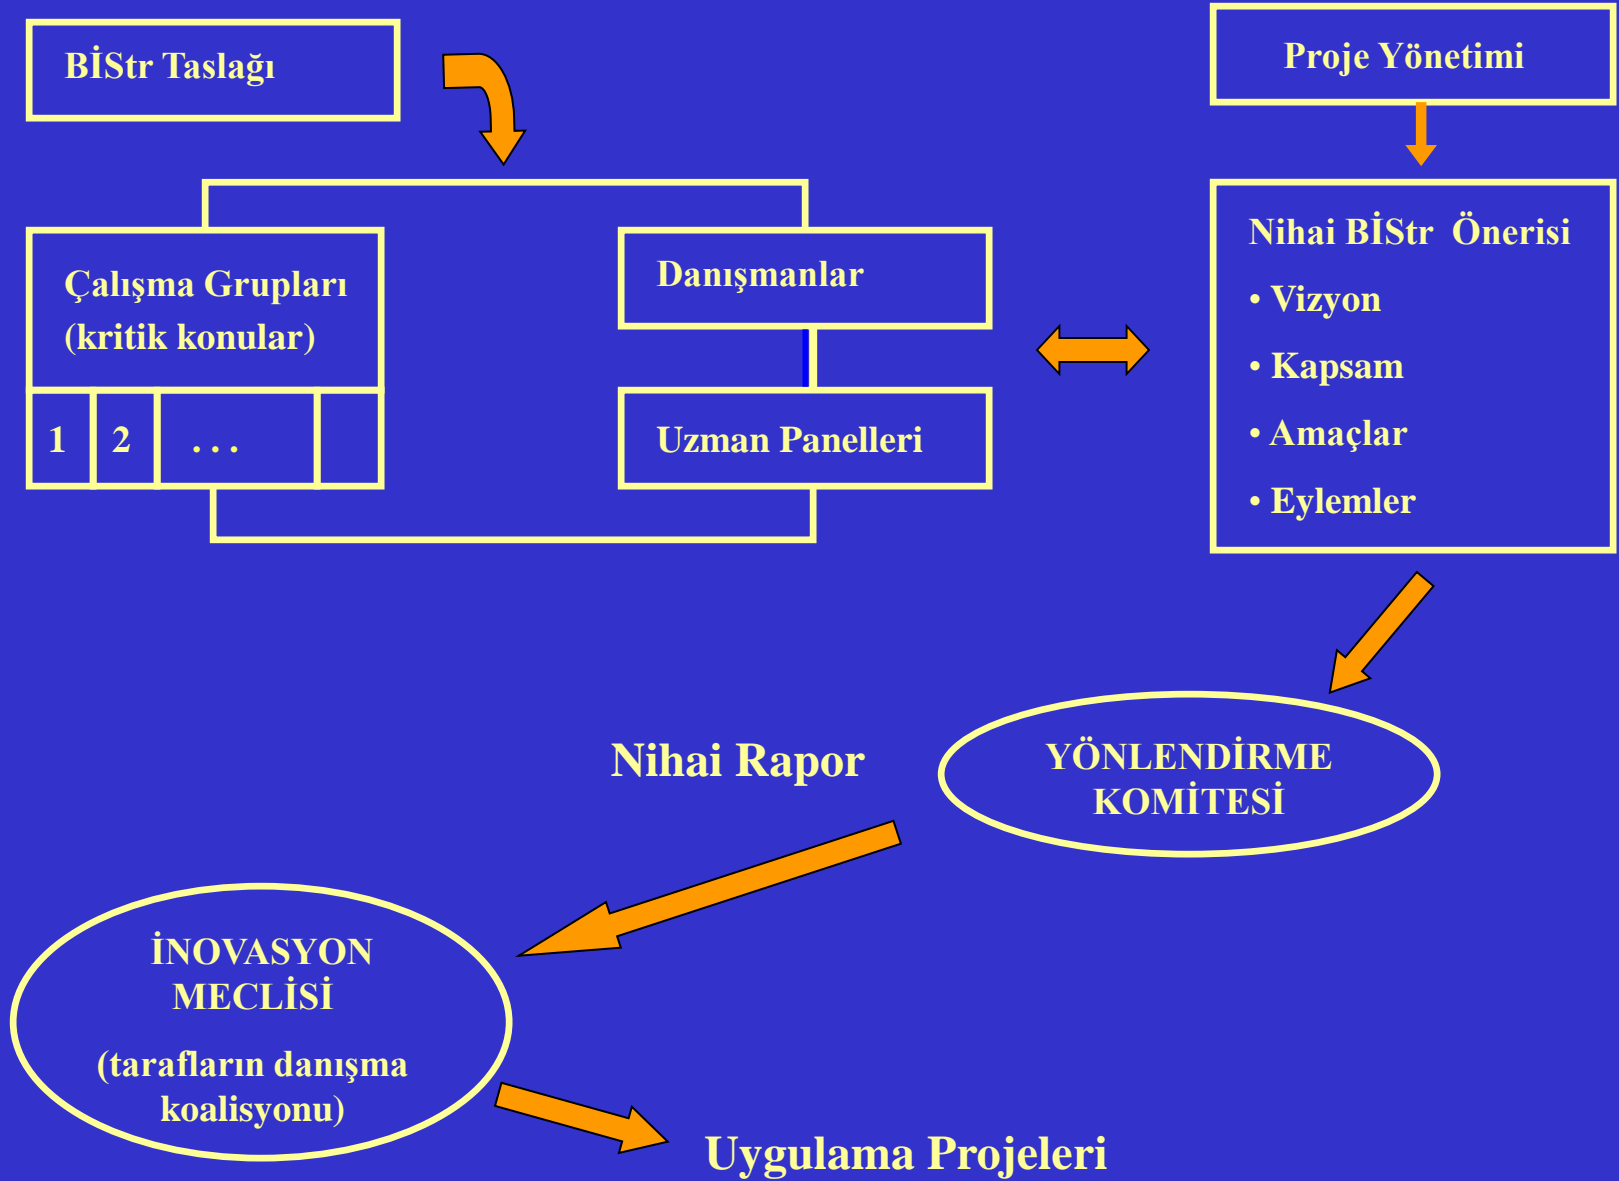 BİStr Taslağı
Proje Yönetimi
Çalışma Grupları
(kritik konular)
1 2 . . .
Danışmanlar
Uzman Panelleri
Nihai BİStr Önerisi
• Vizyon
• Kapsam
• Amaçlar
• Eylemler
YÖNLENDİRME
KOMİTESİ
Nihai Rapor
İNOVASYON
MECLİSİ
(tarafların danışma
koalisyonu)
Uygulama Projeleri